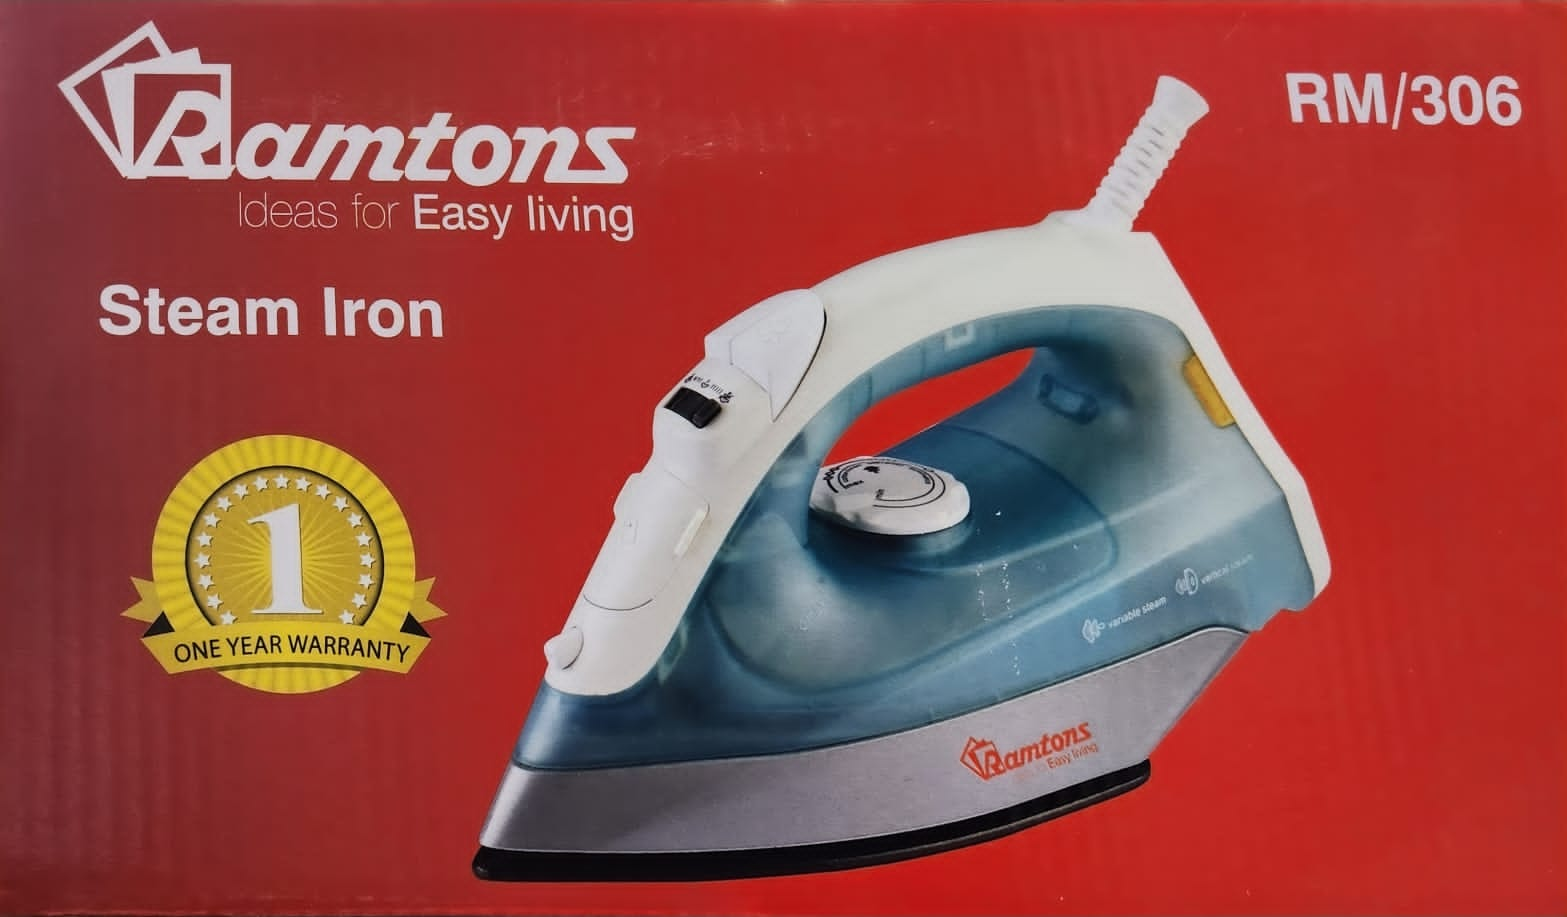 Ramtons
Ideas for Easy living
RM/306
Steam Iron
1
ONE YEAR WARRANTY
variable steam
vertical steam
Ramtons
Easy living